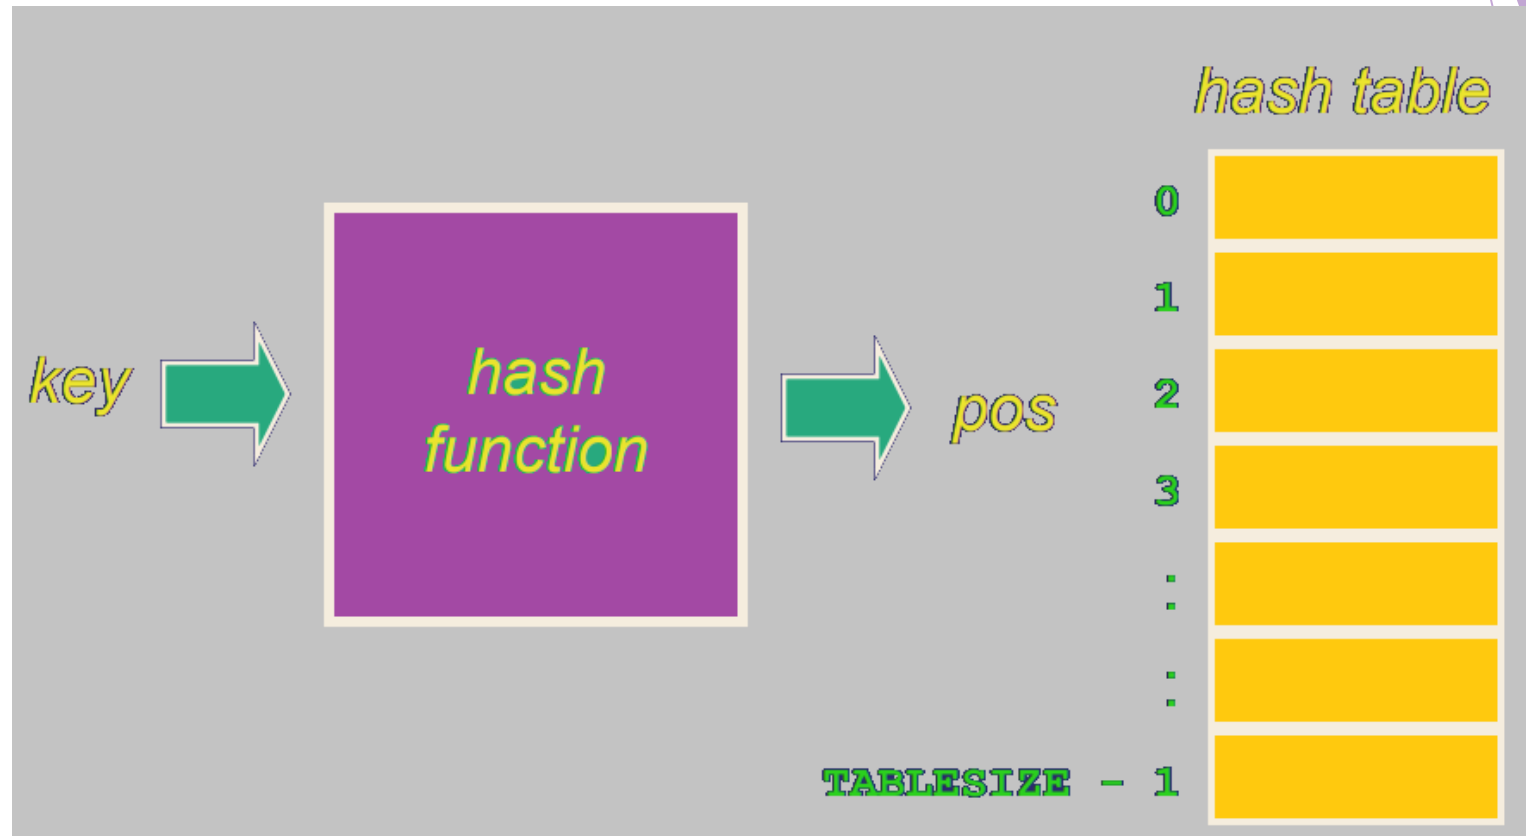 hash table
key
hash
function
pos
0
1
2
3
:
:
TABLESIZE - 1